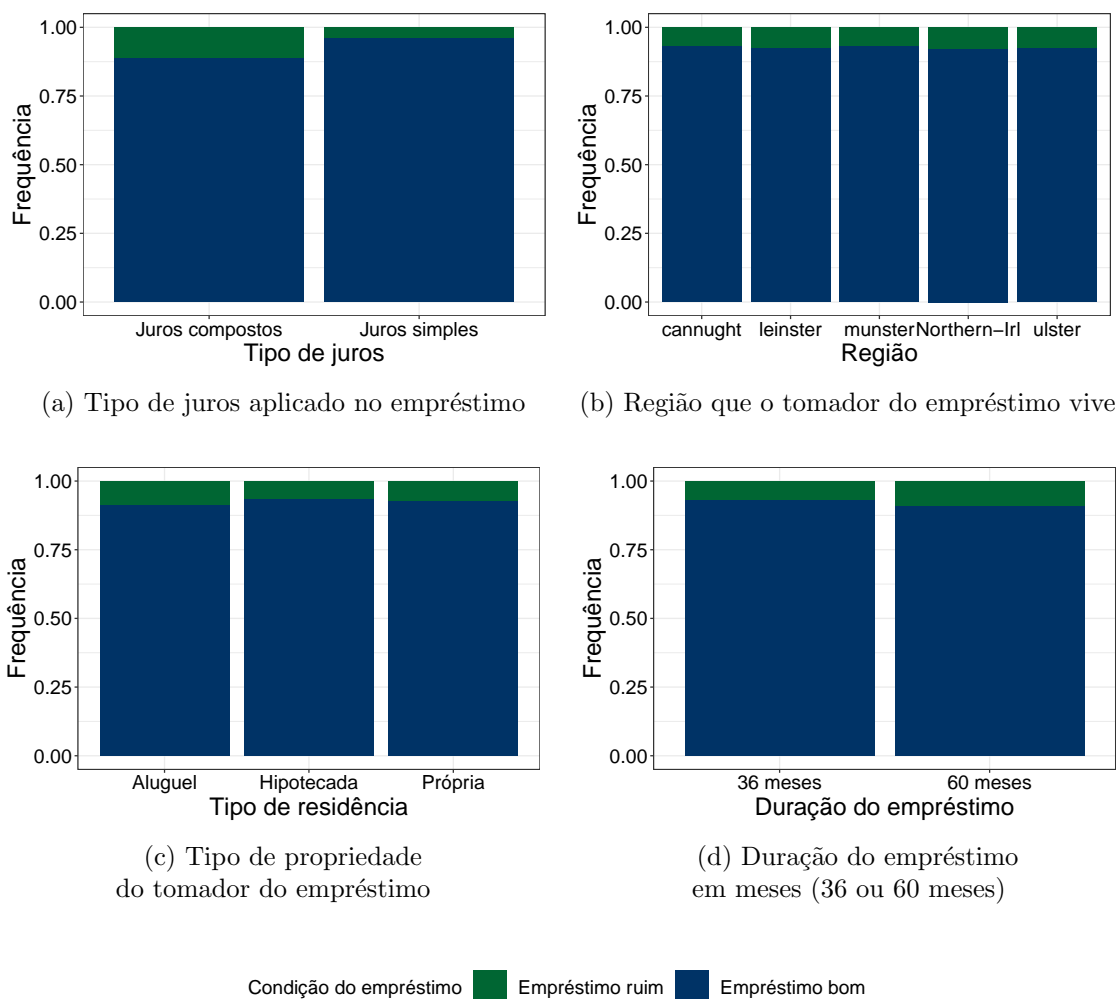 1.00
0.75
0.50
0.25
0.00
Frequência
Juros compostos Juros simples
Tipo de juros
(a) Tipo de juros aplicado no empréstimo
1.00
0.75
0.50
0.25
0.00
Frequência
cannught leinster munster Northern−Irl ulster
Região
(b) Região que o tomador do empréstimo vive
1.00
0.75
0.50
0.25
0.00
Frequência
Aluguel Hipotecada Própria
Tipo de residência
(c) Tipo de propriedade
do tomador do empréstimo
1.00
0.75
0.50
0.25
0.00
Frequência
36 meses 60 meses
Duração do empréstimo
(d) Duração do empréstimo
em meses (36 ou 60 meses)
Condição do empréstimo Empréstimo ruim Empréstimo bom